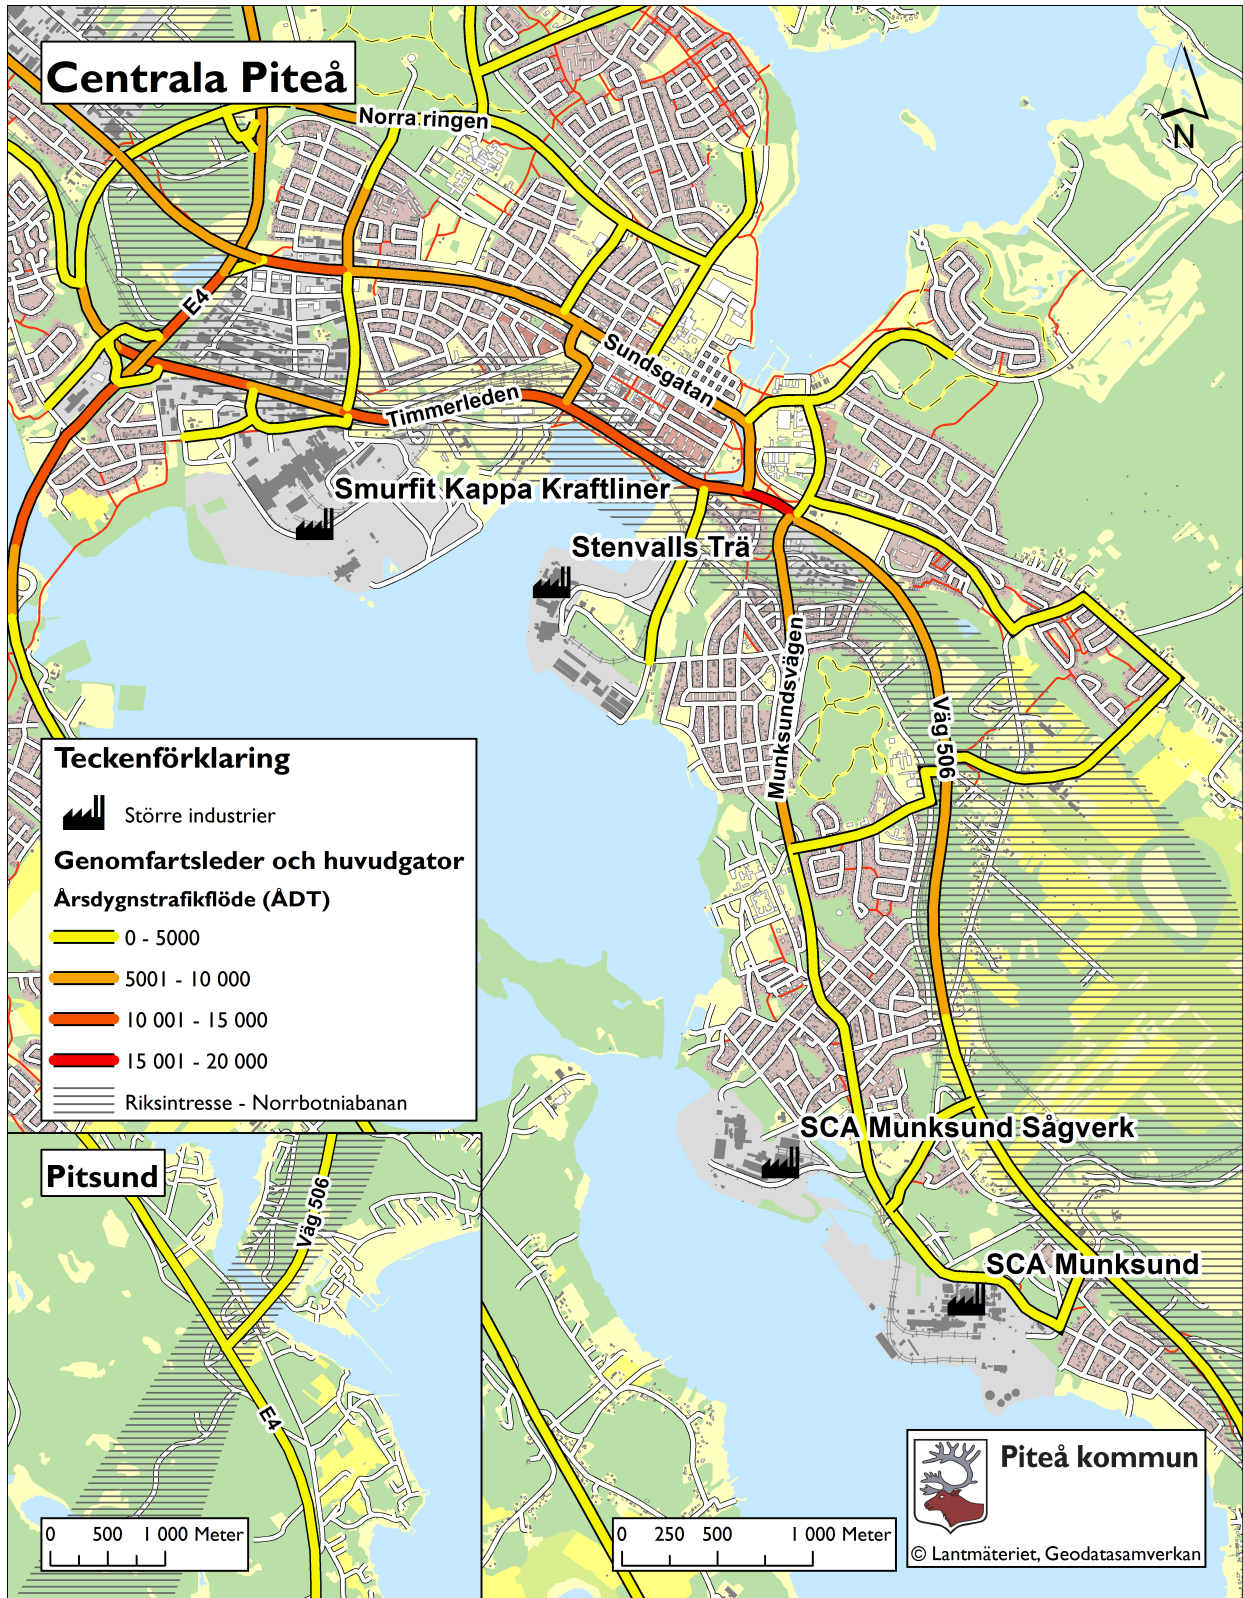 Centrala Piteå
Norra ringen
N
E4
Sundsgatan
Timmerleden
Smurfit Kappa Kraftliner
Stenvalls Trä
Munksundsvägen
Väg 506
Teckenförklaring
Större industrier
Genomfartsleder och huvudgator
Årsdygnstrafikflöde (ÅDT)
0 - 5000
5001 - 10 000
10 001 - 15 000
15 001 - 20 000
Riksintresse - Norrbotniabanan
SCA Munksund Sågverk
Pitsund
Väg 506
SCA Munksund
E4
Piteå kommun
0 500 1 000 Meter
0 250 500 1 000 Meter
© Lantmäteriet, Geodatasamverkan